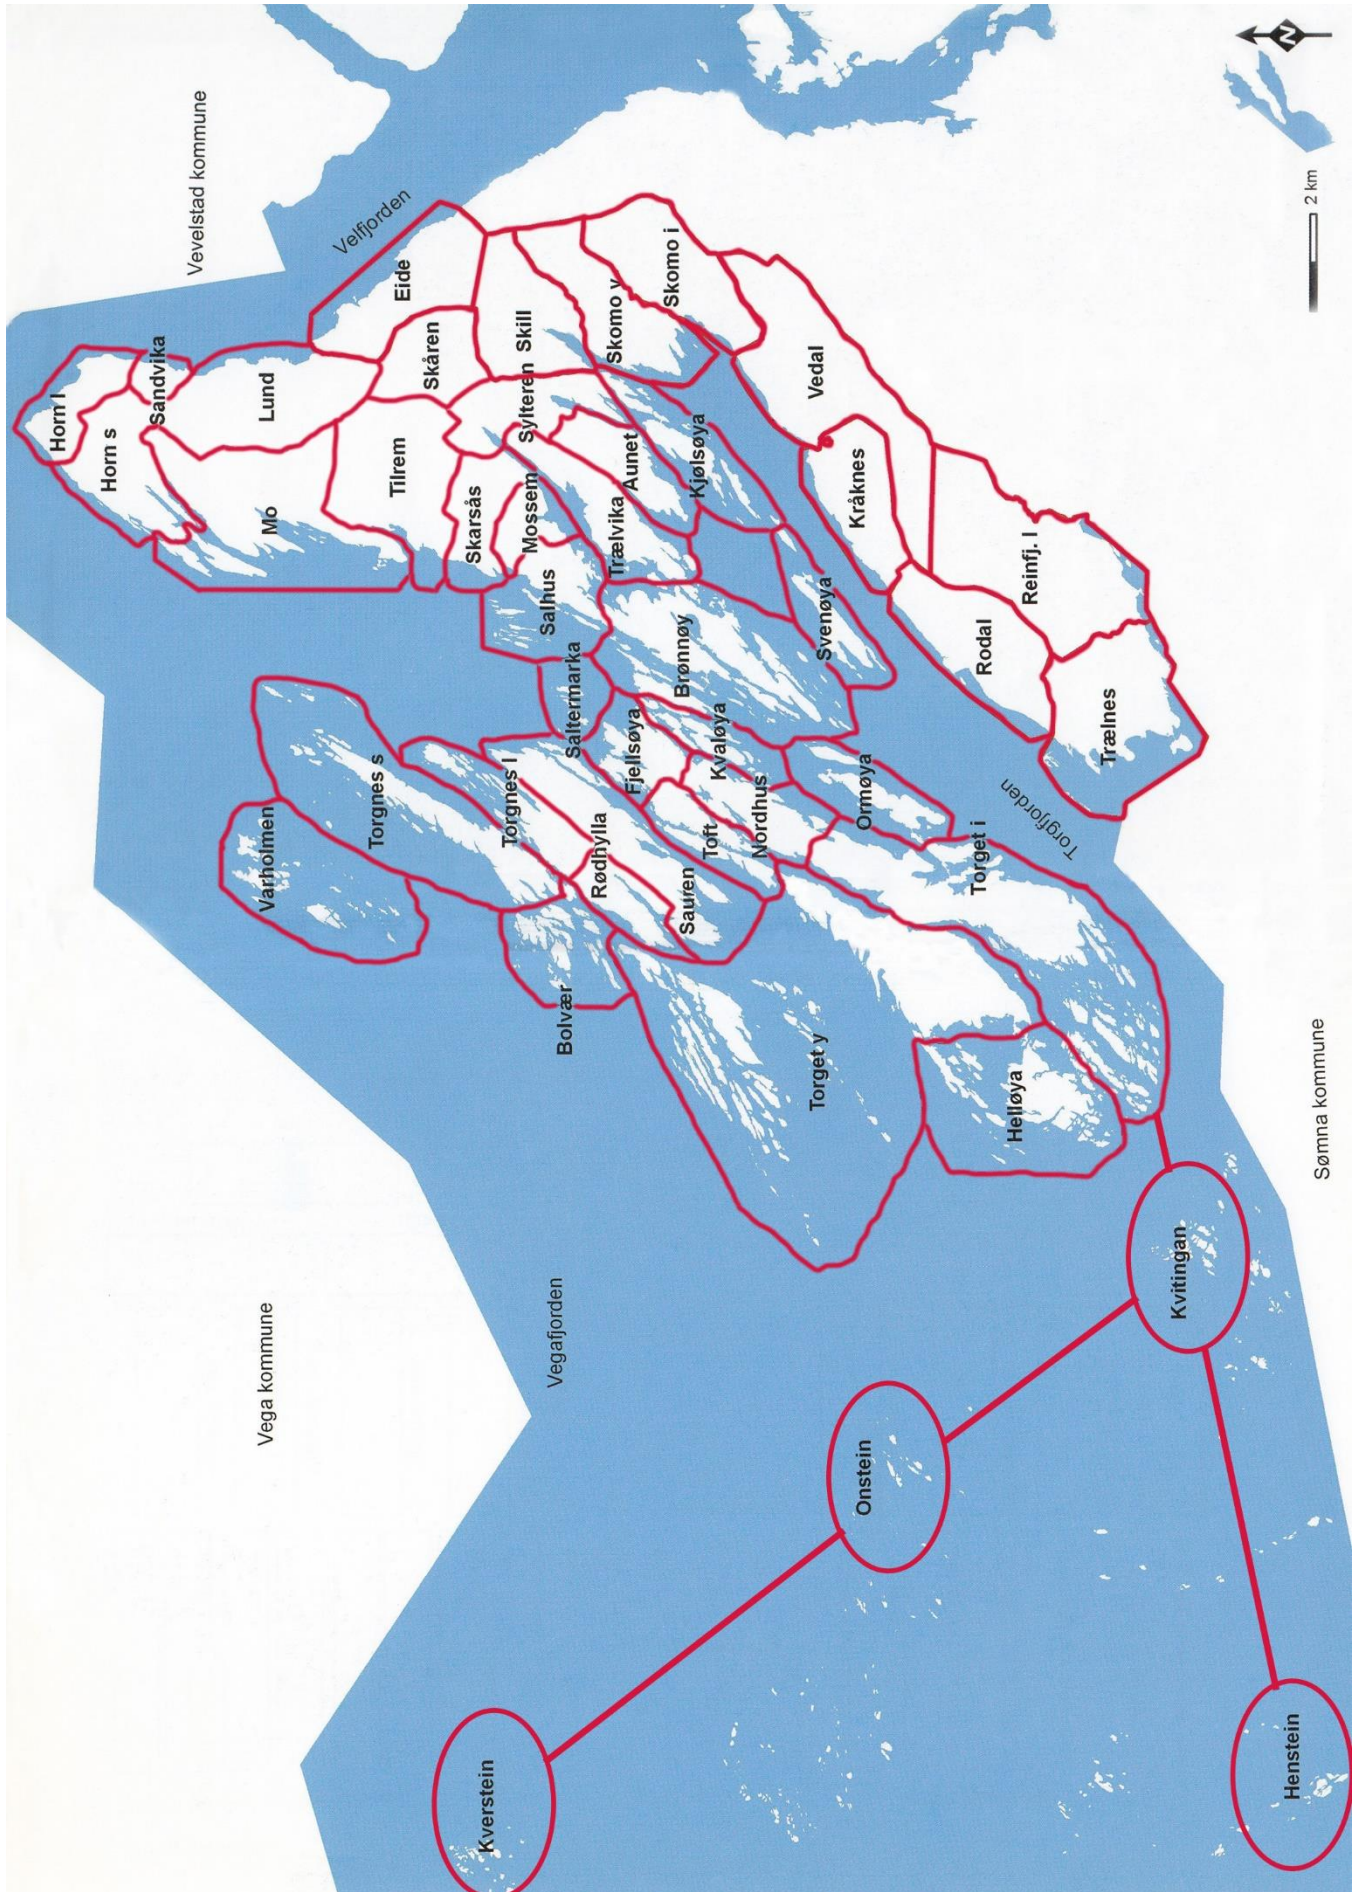 Vevelstad kommune
Velfjorden
N
2 km
Horn l
Horn s
Sandvika
Lund
Mo
Eide
Skåren
Tilrem
Skill
Sylteren
Skarsås
Mossem
Salhus
Skomo y
Skomo i
Aunet
Trælvika
Kjølsøya
Vedal
Kråknes
Svenøya
Brønnøy
Saltermarka
Rodal
Reinfj. l
Trælnes
Fjellsøya
Kvaløya
Nordhus
Toft
Ormøya
Torgfjorden
Torget i
Torgnes s
Torgnes l
Rødhylla
Sauren
Varholmen
Bolvær
Torget y
Helløya
Sømna kommune
Vega kommune
Vegafjorden
Kvitingan
Onstein
Kverstein
Henstein